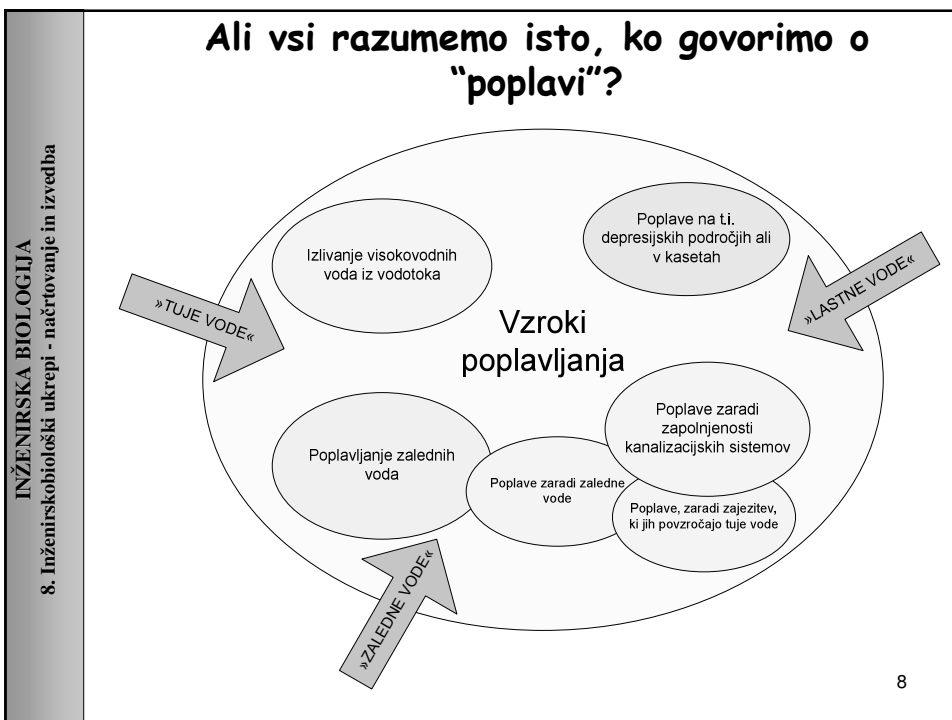 Ali vsi razumemo isto, ko govorimo o
“poplavi”?
INŽENIRSKA BIOLOGIJA
8. Inženirskobiološki ukrepi - načrtovanje in izvedba
Izlivanje visokovodnih
voda iz vodotoka
Poplave na t.i.
depresijskih področjih ali
v kasetah
»TUJE VODE«
»LASTNE VODE«
Vzroki
poplavljanja
Poplavljanje zalednih
voda
Poplave zaradi zaledne
vode
Poplave zaradi
zapolnjenosti
kanalizacijskih sistemov
Poplave, zaradi zajezitev,
ki jih povzročajo tuje vode
»ZALEDNE VODE«
8